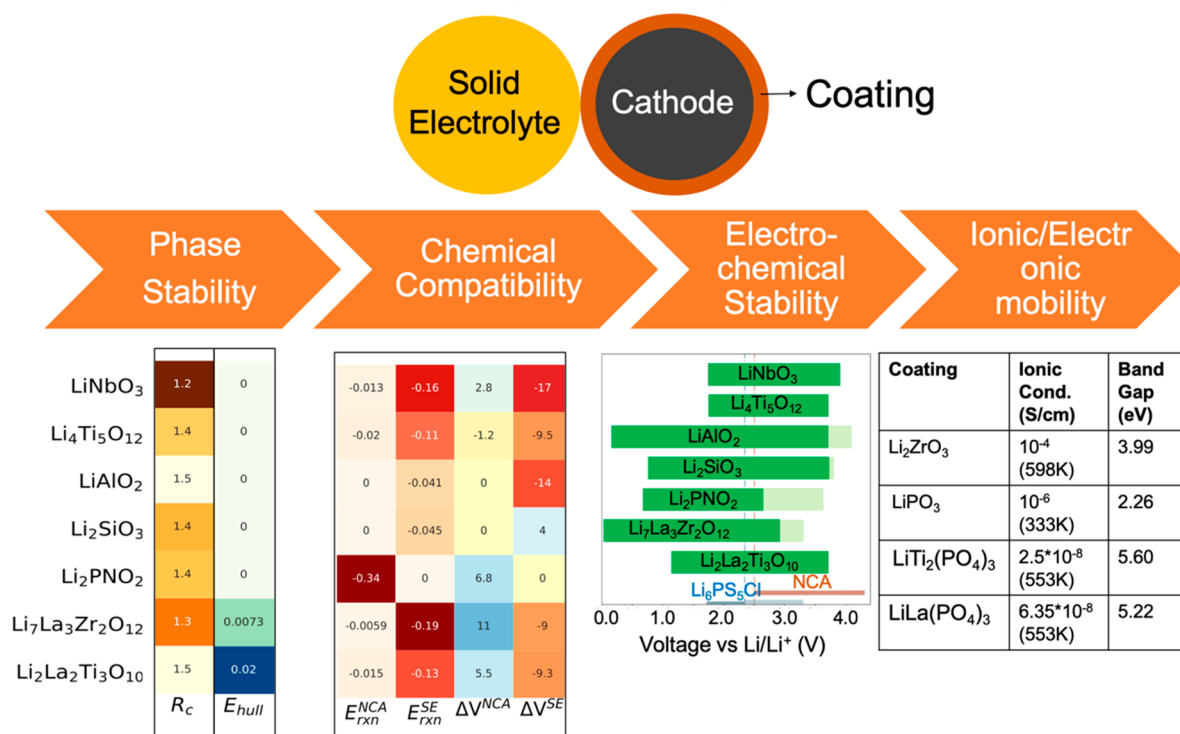 Solid
Electrolyte
Cathode
Coating
Phase
Stability
Chemical
Compatibility
Electro-
chemical
Stability
Ionic/Electr
onic
mobility
LiNbO₃
1.2
0
Li₄Ti₅O₁₂
1.4
0
LiAlO₂
1.5
0
Li₂SiO₃
1.4
0
Li₂PNO₂
1.4
0
Li₇La₃Zr₂O₁₂
1.3
0.0073
Li₂La₂Ti₃O₁₀
1.5
0.02
R_c
E_hull
-0.013 -0.16 2.8 -17
-0.02 -0.11 -1.2 -9.5
0 -0.041 0 -14
0 -0.045 0 4
-0.34 0 6.8 0
-0.0059 -0.19 11 -9
-0.015 -0.13 5.5 -9.3
E_rxn^NCA E_rxn^SE ΔV^NCA ΔV^SE
LiNbO₃
Li₄Ti₅O₁₂
LiAlO₂
Li₂SiO₃
Li₂PNO₂
Li₇La₃Zr₂O₁₂
Li₂La₂Ti₃O₁₀
Li₆PS₅Cl
NCA
0.0 1.0 2.0 3.0 4.0
Voltage vs Li/Li⁺ (V)
Coating
Ionic
Cond.
(S/cm)
Band
Gap
(eV)
Li₂ZrO₃
10⁻⁴
(598K)
3.99
LiPO₃
10⁻⁶
(333K)
2.26
LiTi₂(PO₄)₃
2.5*10⁻⁸
(553K)
5.60
LiLa(PO₄)₃
6.35*10⁻⁸
(553K)
5.22